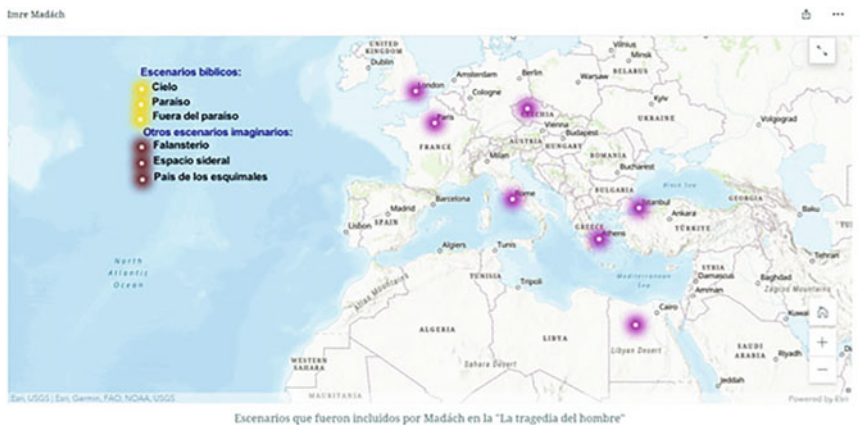 Imre Madách
UNITED
KINGDOM
Dublin
London
Amsterdam
Berlin
Cologne
Warsaw
Vilnius
Minsk
BELARUS
Kyiv
UKRAINE
Volgograd
Paris
CZECHIA
Vienna
Budapest
AUSTRIA
HUNGARY
FRANCE
Milan
ROMANIA
Bucharest
BULGARIA
Black Sea
GEORGIA
Baku
Escenarios bíblicos:
Cielo
Paraíso
Fuera del paraíso
Otros escenarios imaginarios:
Falansterio
Espacio sideral
País de los esquimales
Barcelona
Rome
Istanbul
Ankara
TÜRKİYE
Madrid
SPAIN
Lisbon
GREECE
Athens
Algiers
Tunis
TUNISIA
Tripoli
Mediterranean
Sea
SYRIA
Damascus
Baghdad
Amman
Tehran
Zagros Mountains
North
Atlantic
Ocean
Atlas Mountains
Cairo
Kuwai
ALGERIA
LIBYA
Libyan Desert
SAUDI
ARABIA
Riyadh
WESTERN
SAHARA
Sahara Desert
Jeddah
MAURITANIA
Esri, USGS | Esri, Garmin, FAO, NOAA, USGS
Powered by Esri
Escenarios que fueron incluidos por Madách en la "La tragedia del hombre"